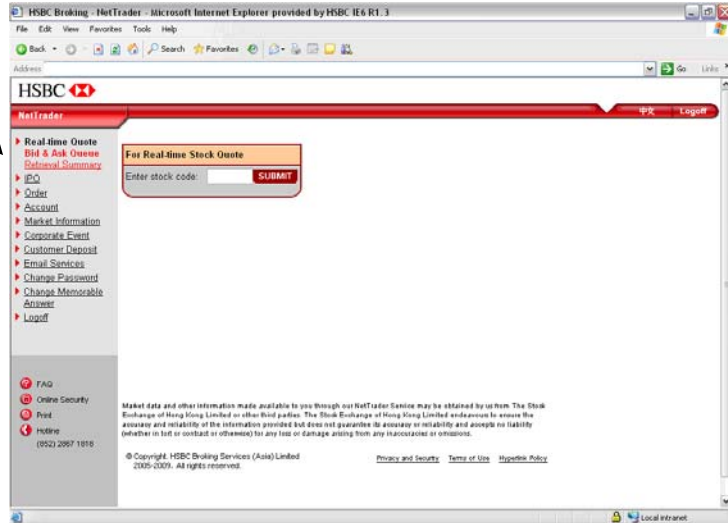 HSBC Broking - NetTrader - Microsoft Internet Explorer provided by HSBC IE6 R1.3
File Edit View Favorites Tools Help
Back Search Favorites
Address Go Links
HSBC
NetTrader 中文 Logoff
Real-time Quote
Bid & Ask Queue
Retrieval Summary
IPO
Order
Account
Market Information
Corporate Event
Customer Deposit
Email Services
Change Password
Change Memorable
Answer
Logoff
For Real-time Stock Quote
Enter stock code: SUBMIT
FAQ
Online Security
Print
Hotline
(852) 2867 1818
Market data and other information made available to you through our NetTrader Service may be obtained by us from The Stock
Exchange of Hong Kong Limited or other third parties. The Stock Exchange of Hong Kong Limited endeavours to ensure the
accuracy and reliability of the information provided but does not guarantee its accuracy or reliability and accepts no liability
(whether in tort or contract or otherwise) for any loss or damage arising from any inaccuracies or omissions.
© Copyright. HSBC Broking Services (Asia) Limited
2005-2009. All rights reserved.
Privacy and Security Terms of Use Hyperlink Policy
Local intranet